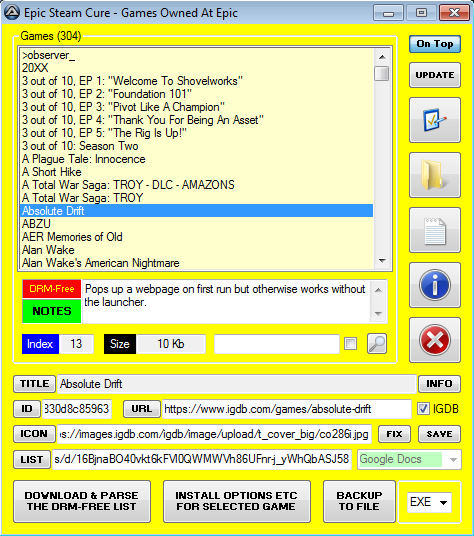 Epic Steam Cure - Games Owned At Epic
Games (304)
On Top
>observer_
20XX
UPDATE
3 out of 10, EP 1: "Welcome To Shovelworks"
3 out of 10, EP 2: "Foundation 101"
3 out of 10, EP 3: "Pivot Like A Champion"
3 out of 10, EP 4: "Thank You For Being An Asset"
3 out of 10, EP 5: "The Rig Is Up!"
3 out of 10: Season Two
A Plague Tale: Innocence
A Short Hike
A Total War Saga: TROY - DLC - AMAZONS
A Total War Saga: TROY
Absolute Drift
ABZU
AER Memories of Old
Alan Wake
Alan Wake's American Nightmare
DRM-Free
NOTES
Pops up a webpage on first run but otherwise works without
the launcher.
Index 13 Size 10 Kb
TITLE Absolute Drift INFO
ID 330d8c85963 URL https://www.igdb.com/games/absolute-drift IGDB
ICON os://images.igdb.com/igdb/image/upload/t_cover_big/co286i.jpg FIX SAVE
LIST s/d/16BjnaBO40vkt6kFVl0QWMWVh86UFnr-j_yWhQbASJ58 Google Docs
DOWNLOAD & PARSE
THE DRM-FREE LIST
INSTALL OPTIONS ETC
FOR SELECTED GAME
BACKUP
TO FILE
EXE